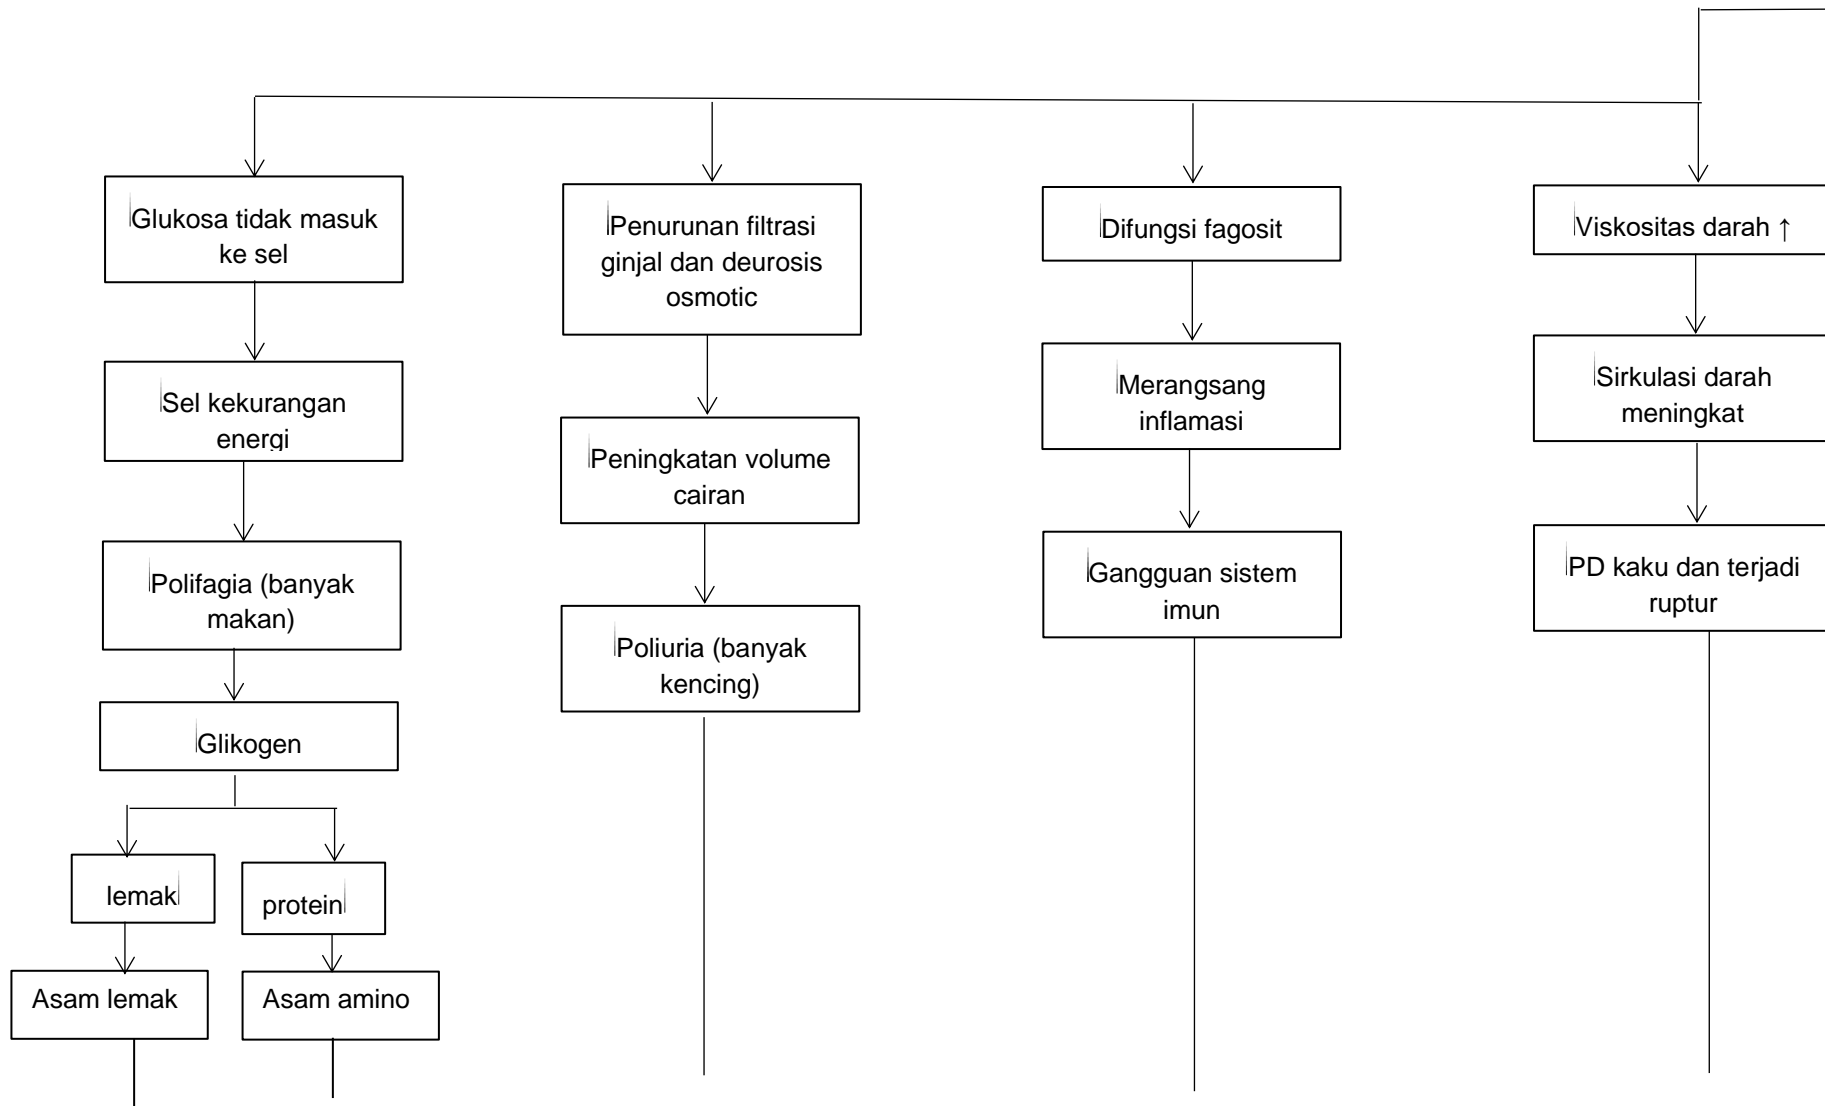 Glukosa tidak masuk
ke sel
Sel kekurangan
energi
Polifagia (banyak
makan)
Glikogen
lemak
protein
Asam lemak
Asam amino
Penurunan filtrasi
ginjal dan deurosis
osmotic
Peningkatan volume
cairan
Poliuria (banyak
kencing)
Difungsi fagosit
Merangsang
inflamasi
Gangguan sistem
imun
Viskositas darah ↑
Sirkulasi darah
meningkat
PD kaku dan terjadi
ruptur